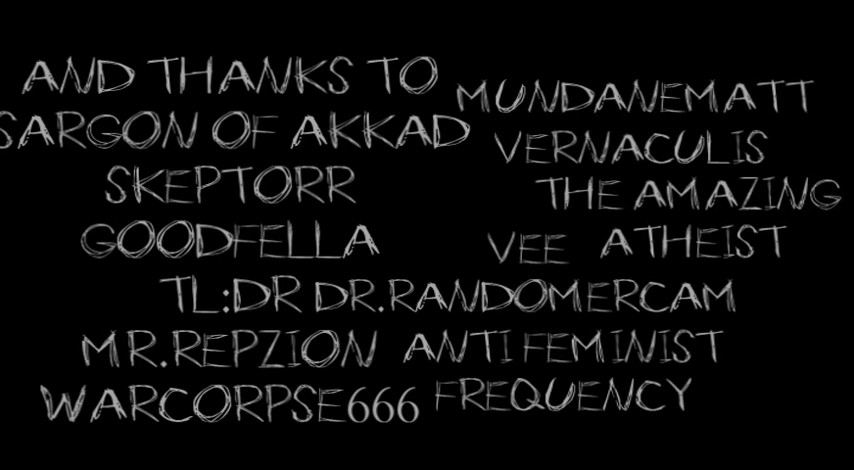 AND THANKS TO
SARGON OF AKKAD
SKEPTORR
GOODFELLA
MUNDANEMATT
VERNACULIS
THE AMAZING
ATHEIST
VEE
TL;DR DR.RANDOMERCAM
MR.REPZION
WARCORPSE666
ANTI FEMINIST
FREQUENCY